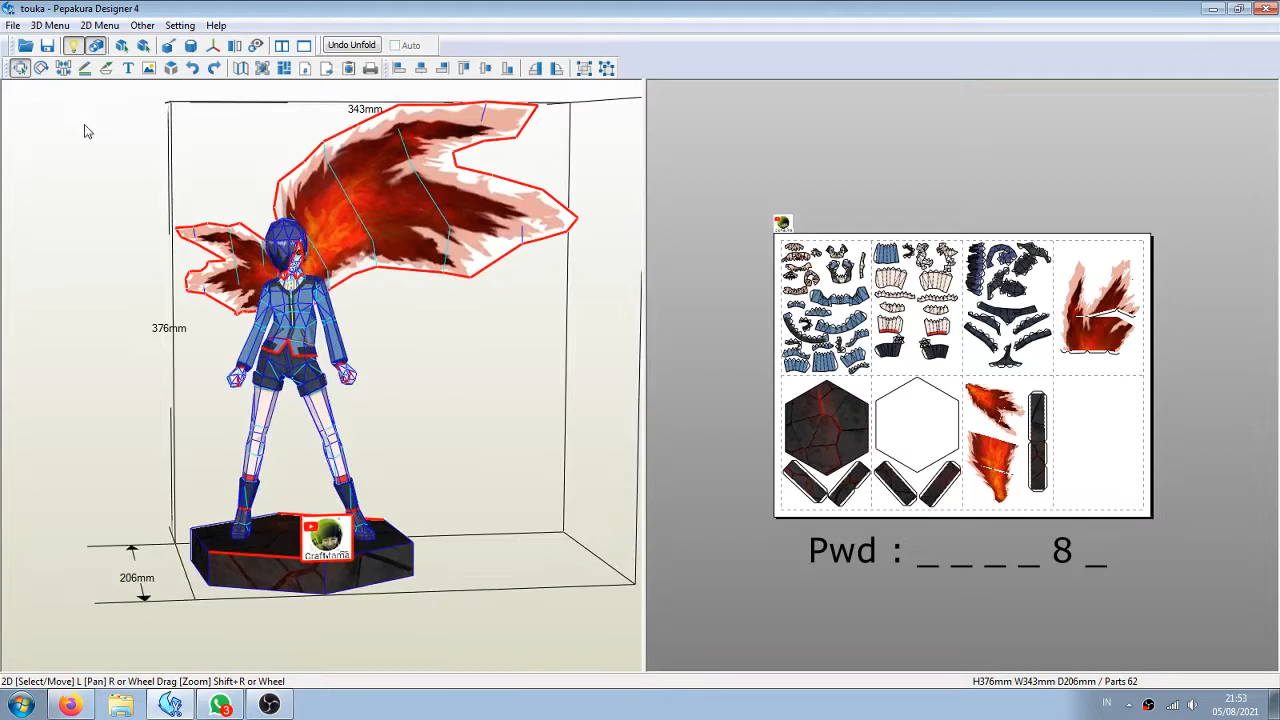 touka - Pepakura Designer 4
File 3D Menu 2D Menu Other Setting Help
Undo Unfold Auto
343mm
376mm
206mm
Crafttama
Pwd : _ _ _ _ 8 _
2D [Select/Move] L [Pan] R or Wheel Drag [Zoom] Shift+R or Wheel
H376mm W343mm D206mm / Parts 62
3
IN
21:53
05/08/2021